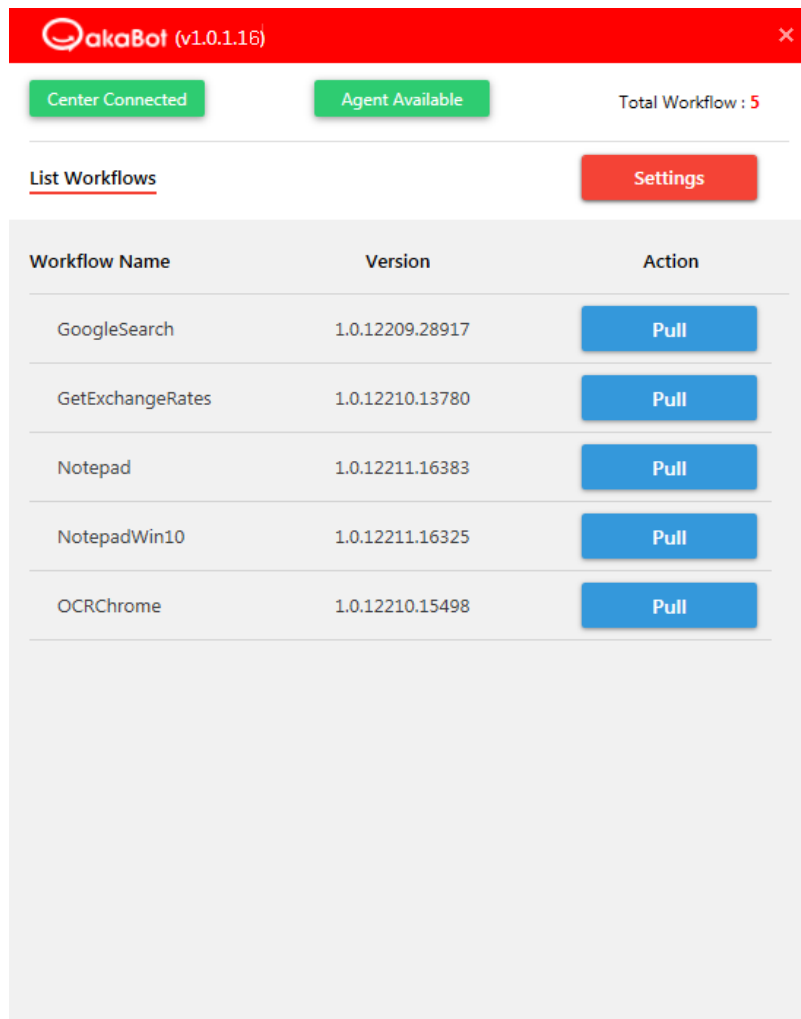 akaBot (v1.0.1.16)
Center Connected Agent Available Total Workflow : 5
List Workflows Settings
Workflow Name Version Action
GoogleSearch 1.0.12209.28917 Pull
GetExchangeRates 1.0.12210.13780 Pull
Notepad 1.0.12211.16383 Pull
NotepadWin10 1.0.12211.16325 Pull
OCRChrome 1.0.12210.15498 Pull